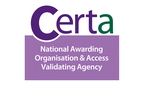 Certa
National Awarding
Organisation & Access
Validating Agency